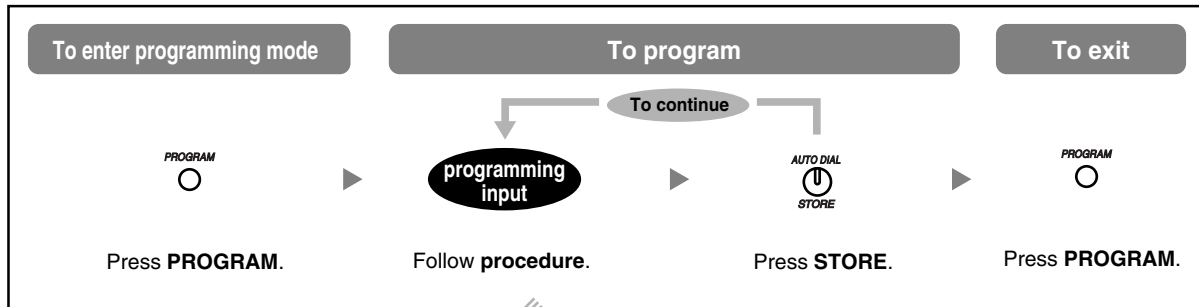 To enter programming mode
To program
To exit
To continue
PROGRAM
programming
input
AUTO DIAL
STORE
PROGRAM
Press PROGRAM.
Follow procedure.
Press STORE.
Press PROGRAM.